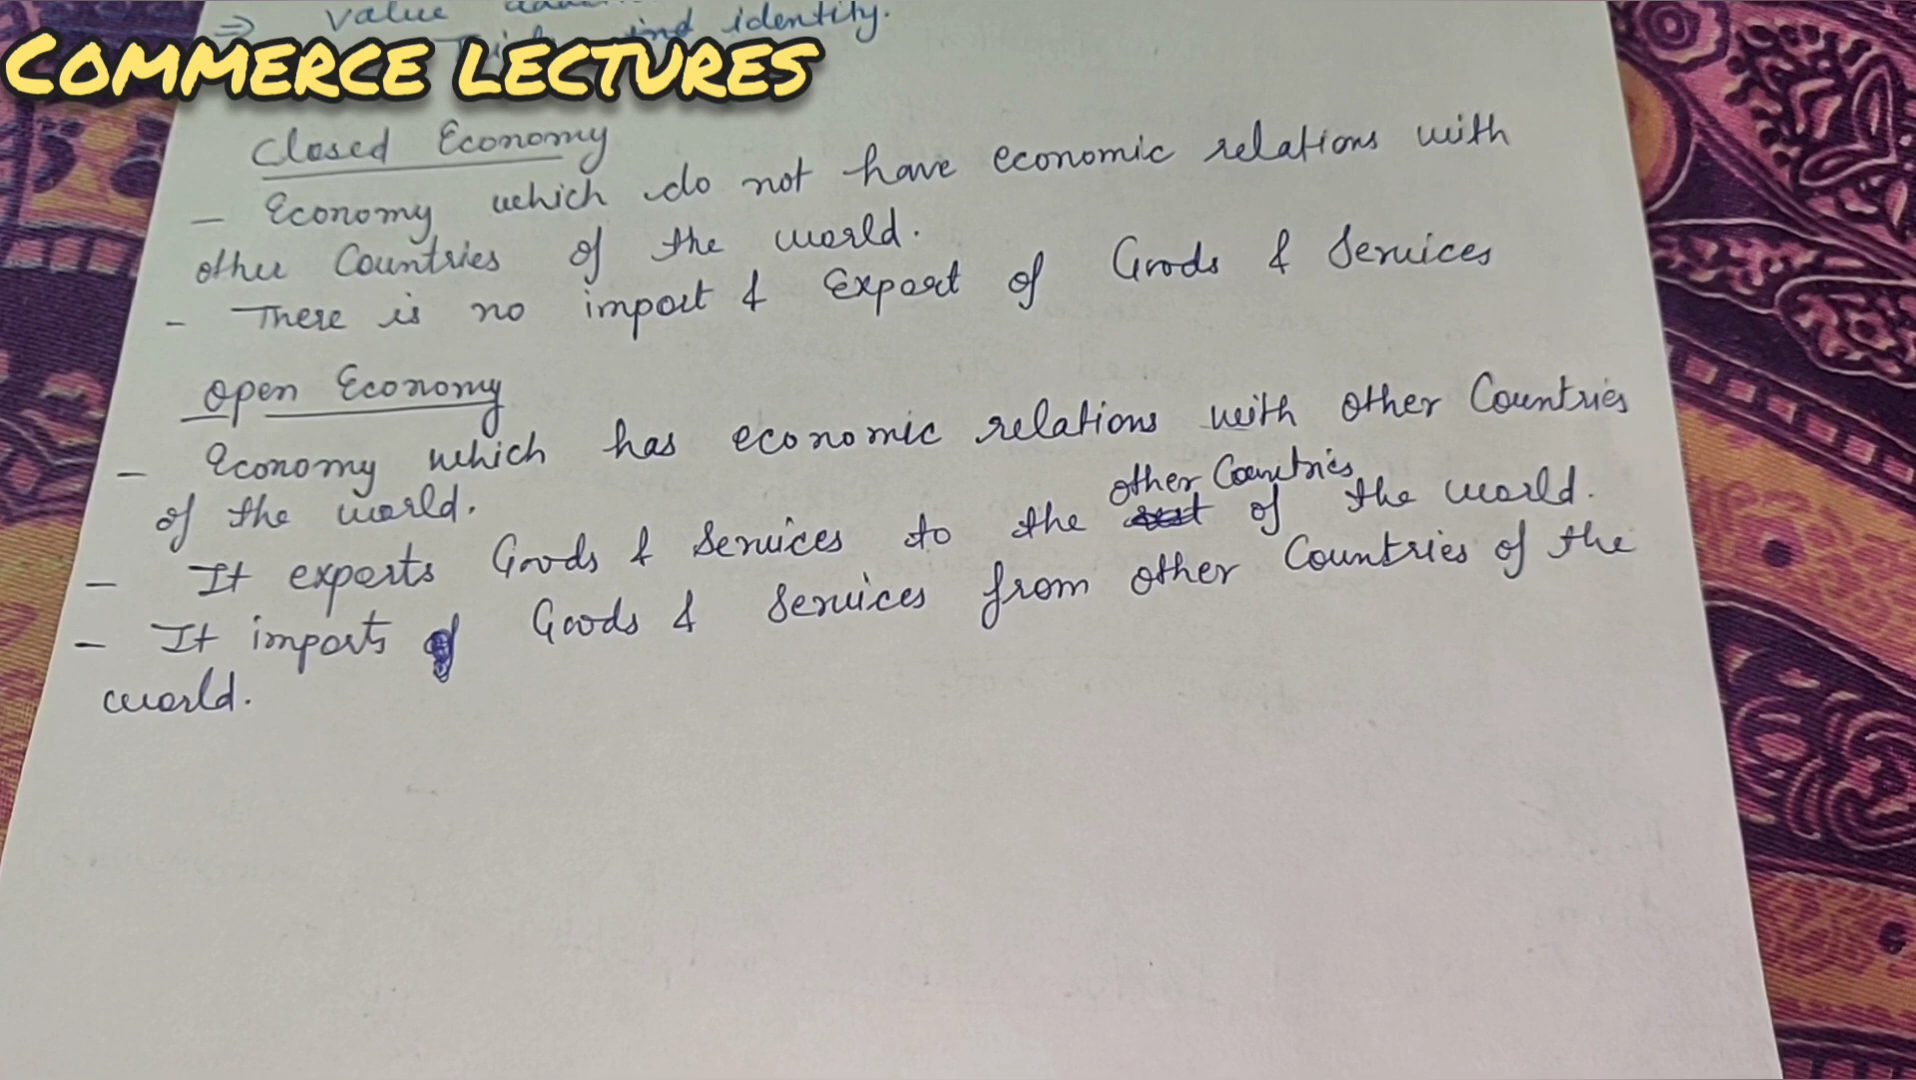 ⇒ value
ind identity.
COMMERCE LECTURES
Closed Economy
- Economy which do not have economic relations with
other Countries of the world.
- There is no import & Export of Goods & Services
Open Economy
- Economy which has economic relations with other Countries
of the world.
other Countries
- It exports Goods & Services to the rest of the world.
- It imports Goods & Services from other Countries of the
world.